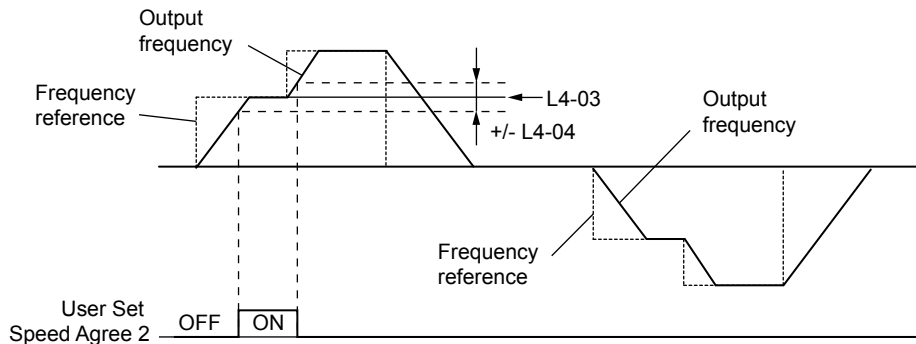 Output
frequency
Frequency
reference
L4-03
+/- L4-04
Output
frequency
Frequency
reference
User Set
Speed Agree 2
OFF
ON